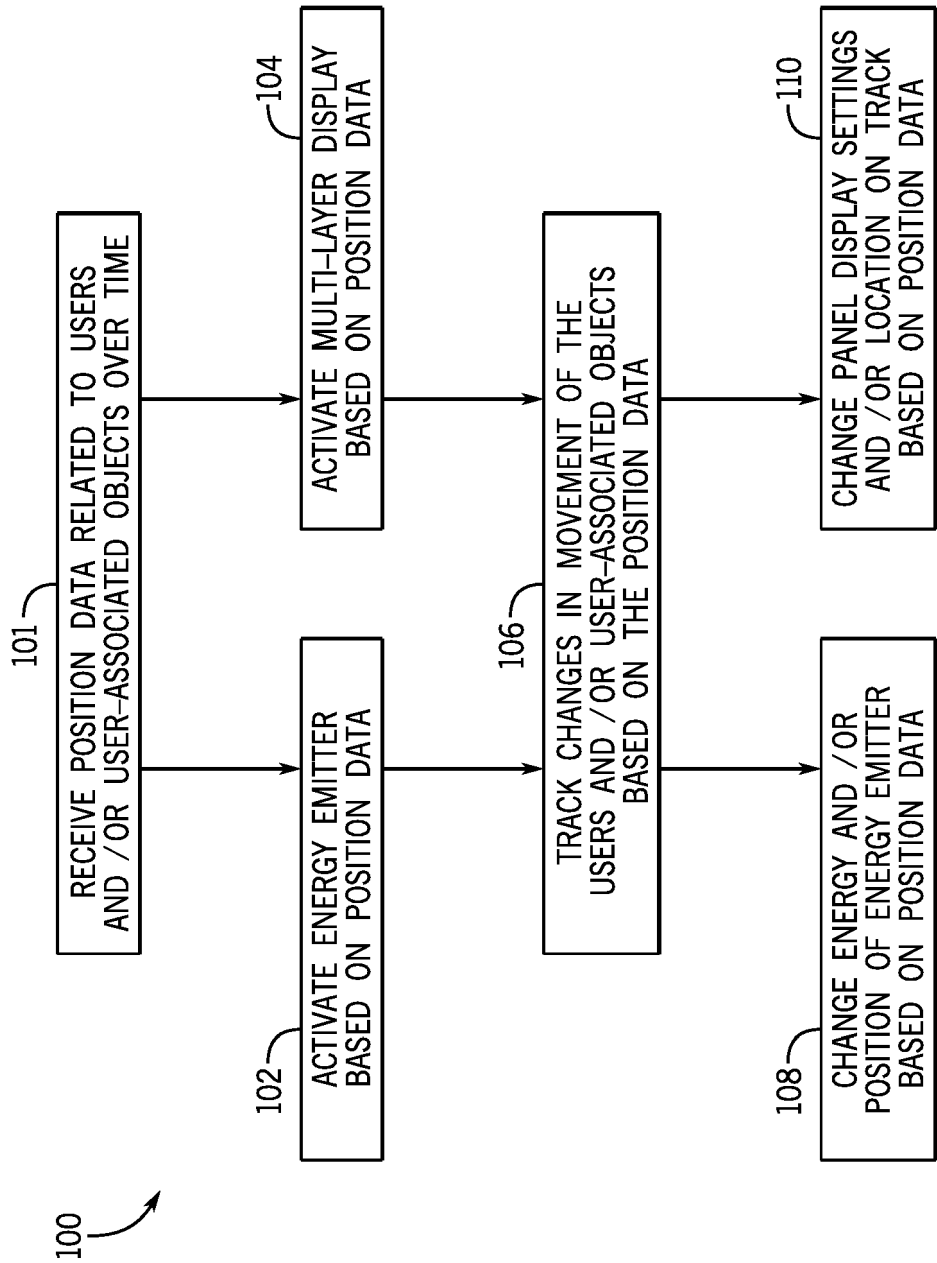 100
101
RECEIVE POSITION DATA RELATED TO USERS
AND /OR USER-ASSOCIATED OBJECTS OVER TIME
102
ACTIVATE ENERGY EMITTER
BASED ON POSITION DATA
104
ACTIVATE MULTI-LAYER DISPLAY
BASED ON POSITION DATA
106
TRACK CHANGES IN MOVEMENT OF THE
USERS AND /OR USER-ASSOCIATED OBJECTS
BASED ON THE POSITION DATA
108
CHANGE ENERGY AND /OR
POSITION OF ENERGY EMITTER
BASED ON POSITION DATA
110
CHANGE PANEL DISPLAY SETTINGS
AND /OR LOCATION ON TRACK
BASED ON POSITION DATA